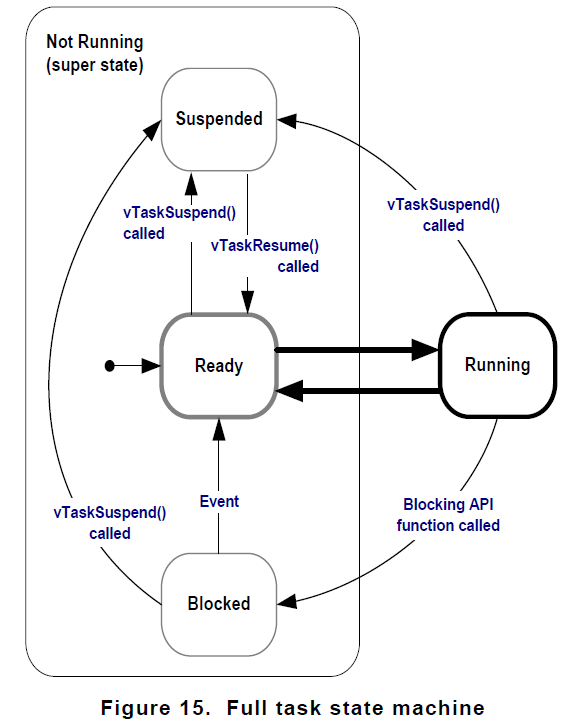 Not Running
(super state)
Suspended
vTaskSuspend()
called
vTaskResume()
called
vTaskSuspend()
called
Ready
Running
Event
vTaskSuspend()
called
Blocking API
function called
Blocked
Figure 15. Full task state machine